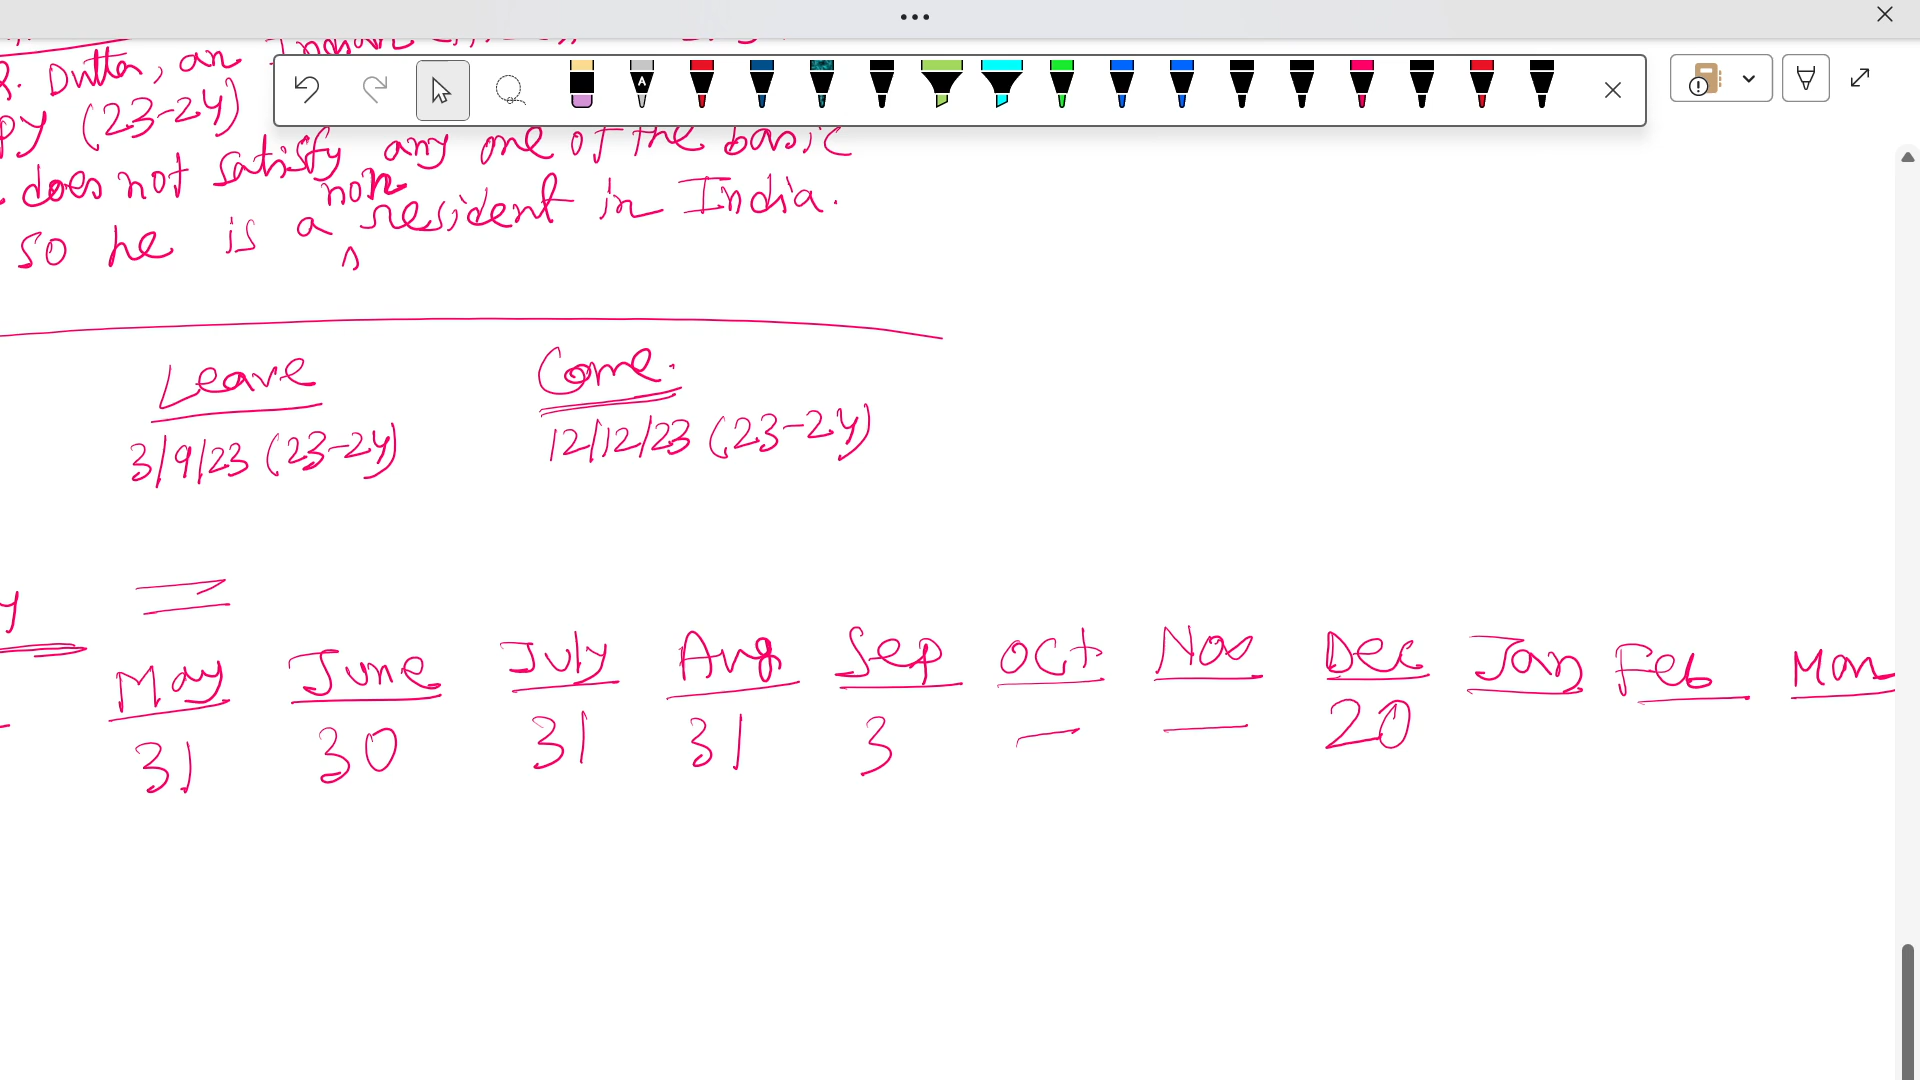 R. Dutta, an
PY (23-24)
does not satisfy any one of the basic
non
so he is a resident in India.
Leave Come.
3/9/23 (23-24) 12/12/23 (23-24)
May June July Aug Sep Oct Nov Dec Jan Feb Mar
31 30 31 31 3 — — 20